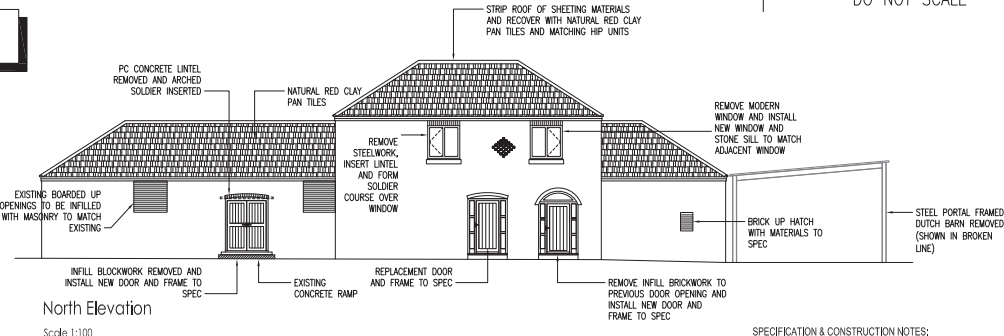 DO NOT SCALE
STRIP ROOF OF SHEETING MATERIALS
AND RECOVER WITH NATURAL RED CLAY
PAN TILES AND MATCHING HIP UNITS
PC CONCRETE LINTEL
REMOVED AND ARCHED
SOLDIER INSERTED
NATURAL RED CLAY
PAN TILES
REMOVE
STEELWORK,
INSERT LINTEL
AND FORM
SOLDIER
COURSE OVER
WINDOW
REMOVE MODERN
WINDOW AND INSTALL
NEW WINDOW AND
STONE SILL TO MATCH
ADJACENT WINDOW
EXISTING BOARDED UP
OPENINGS TO BE INFILLED
WITH MASONRY TO MATCH
EXISTING
BRICK UP HATCH
WITH MATERIALS TO
SPEC
STEEL PORTAL FRAMED
DUTCH BARN REMOVED
(SHOWN IN BROKEN
LINE)
INFILL BLOCKWORK REMOVED AND
INSTALL NEW DOOR AND FRAME TO
SPEC
EXISTING
CONCRETE RAMP
REPLACEMENT DOOR
AND FRAME TO SPEC
REMOVE INFILL BRICKWORK TO
PREVIOUS DOOR OPENING AND
INSTALL NEW DOOR AND
FRAME TO SPEC
North Elevation
Scale 1:100
SPECIFICATION & CONSTRUCTION NOTES: